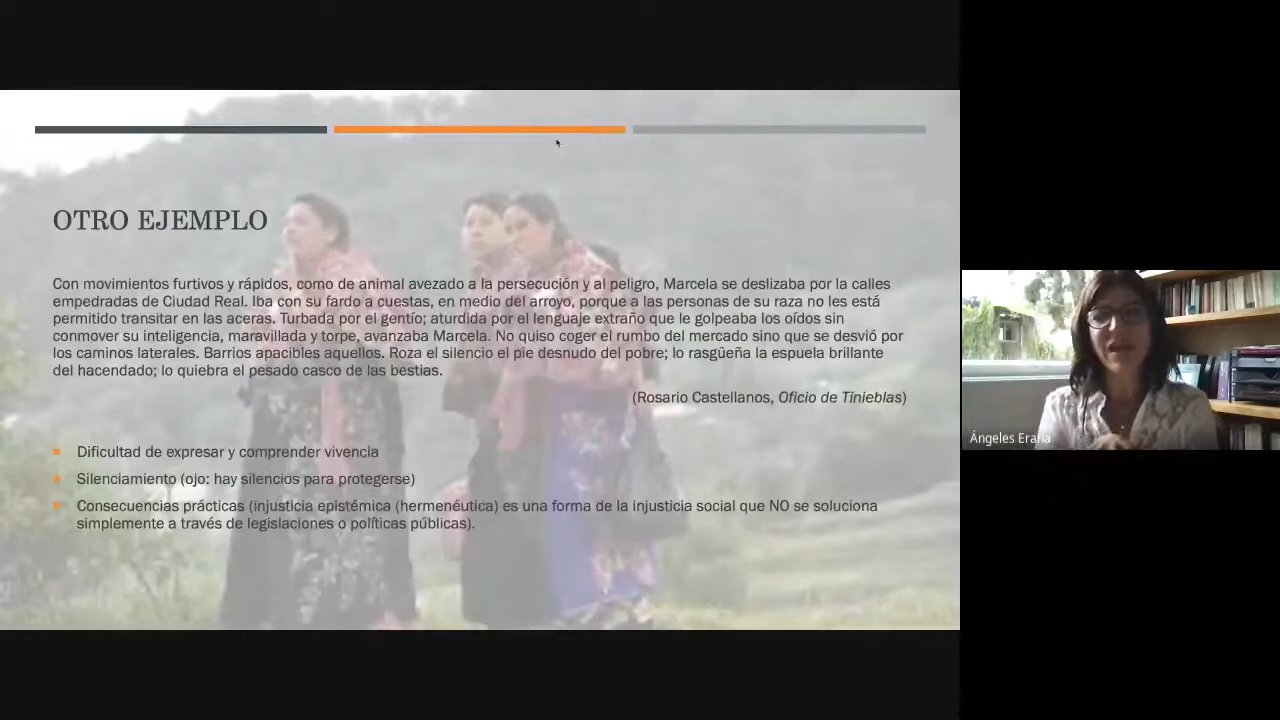 OTRO EJEMPLO
Con movimientos furtivos y rápidos, como de animal avezado a la persecución y al peligro, Marcela se deslizaba por la calles
empedradas de Ciudad Real. Iba con su fardo a cuestas, en medio del arroyo, porque a las personas de su raza no les está
permitido transitar en las aceras. Turbada por el gentío; aturdida por el lenguaje extraño que le golpeaba los oídos sin
conmover su inteligencia, maravillada y torpe, avanzaba Marcela. No quiso coger el rumbo del mercado sino que se desvió por
los caminos laterales. Barrios apacibles aquellos. Roza el silencio el pie desnudo del pobre; lo rasgüeña la espuela brillante
del hacendado; lo quiebra el pesado casco de las bestias.
(Rosario Castellanos, Oficio de Tinieblas)
Dificultad de expresar y comprender vivencia
Silenciamiento (ojo: hay silencios para protegerse)
Consecuencias prácticas (injusticia epistémica (hermenéutica) es una forma de la injusticia social que NO se soluciona
simplemente a través de legislaciones o políticas públicas).
Ángeles Eraña